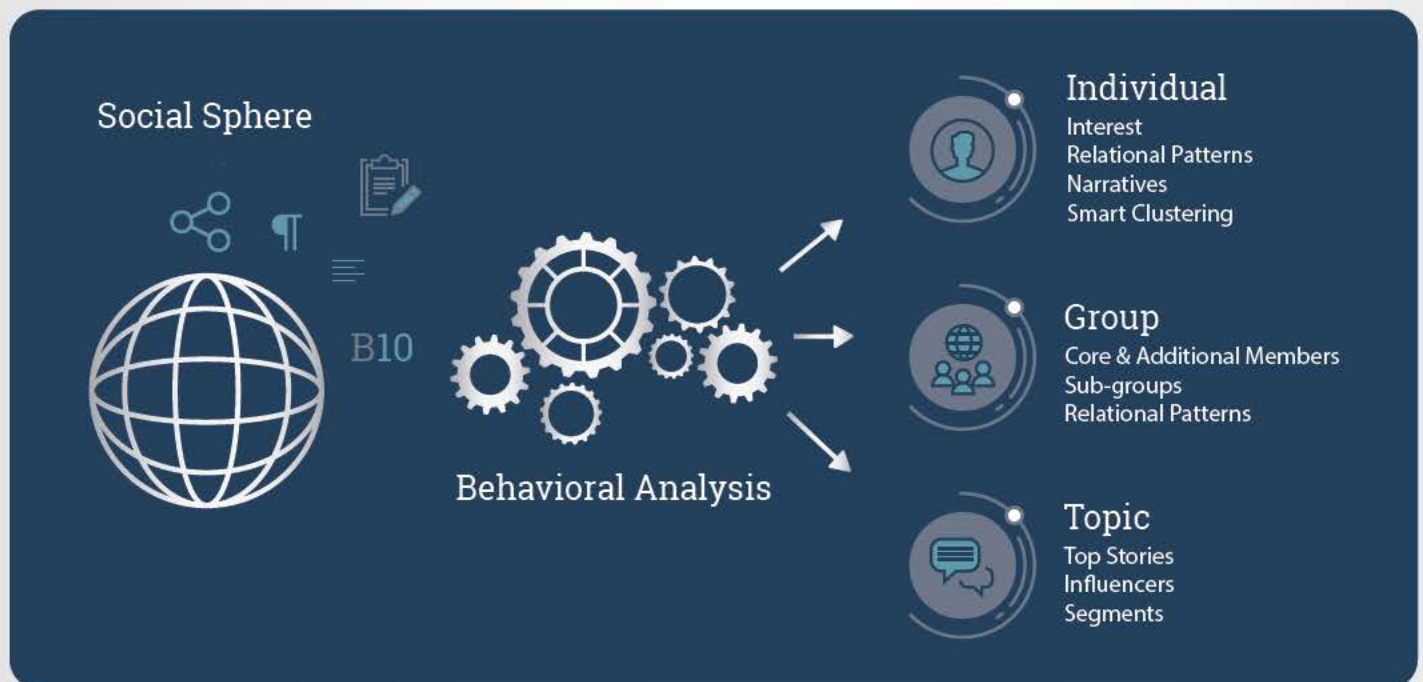 Social Sphere
¶
B10
Behavioral Analysis
Individual
Interest
Relational Patterns
Narratives
Smart Clustering
Group
Core & Additional Members
Sub-groups
Relational Patterns
Topic
Top Stories
Influencers
Segments